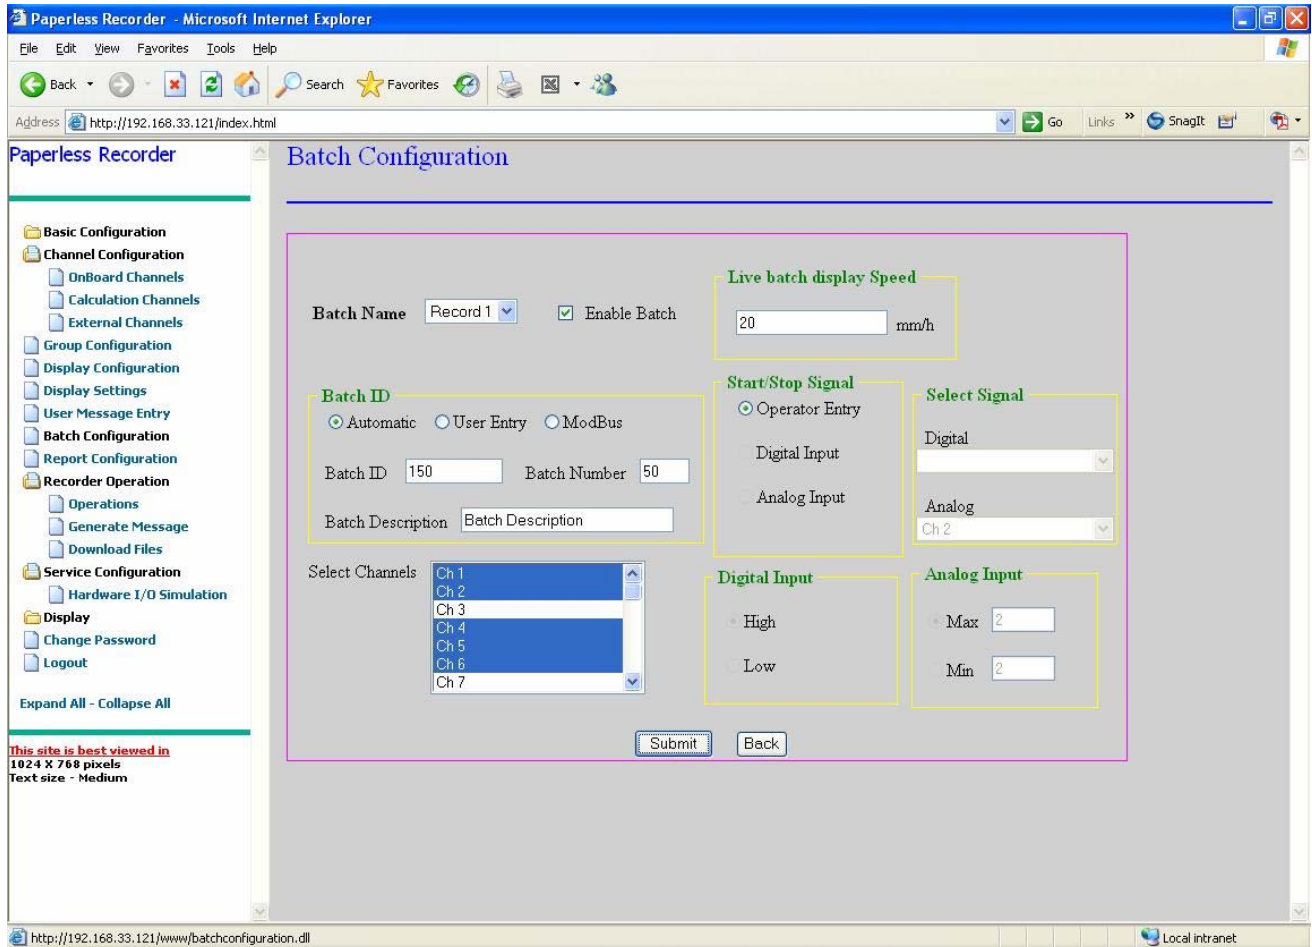 Paperless Recorder - Microsoft Internet Explorer
File Edit View Favorites Tools Help
Back Search Favorites
Address http://192.168.33.121/index.html Go Links » SnagIt
Paperless Recorder
Basic Configuration
Channel Configuration
OnBoard Channels
Calculation Channels
External Channels
Group Configuration
Display Configuration
Display Settings
User Message Entry
Batch Configuration
Report Configuration
Recorder Operation
Operations
Generate Message
Download Files
Service Configuration
Hardware I/O Simulation
Display
Change Password
Logout
Expand All - Collapse All
This site is best viewed in
1024 X 768 pixels
Text size - Medium
Batch Configuration
Batch Name Record 1 Enable Batch
Live batch display Speed
20 mm/h
Batch ID
Automatic User Entry ModBus
Batch ID 150 Batch Number 50
Batch Description Batch Description
Start/Stop Signal
Operator Entry
Digital Input
Analog Input
Select Signal
Digital
Analog
Ch 2
Select Channels
Ch 1
Ch 2
Ch 3
Ch 4
Ch 5
Ch 6
Ch 7
Digital Input
High
Low
Analog Input
Max 2
Min 2
Submit Back
http://192.168.33.121/www/batchconfiguration.dll Local intranet